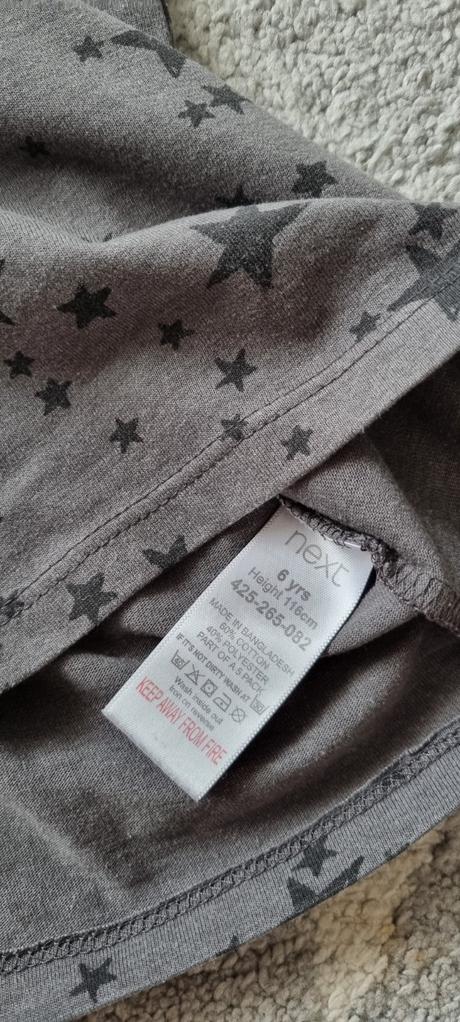 next
6 yrs
Height 116cm
425-265-082
MADE IN BANGLADESH
60% COTTON
40% POLYESTER
PART OF A 5 PACK
IF IT'S NOT DIRTY WASH AT
Wash inside out
Iron on reverse
KEEP AWAY FROM FIRE